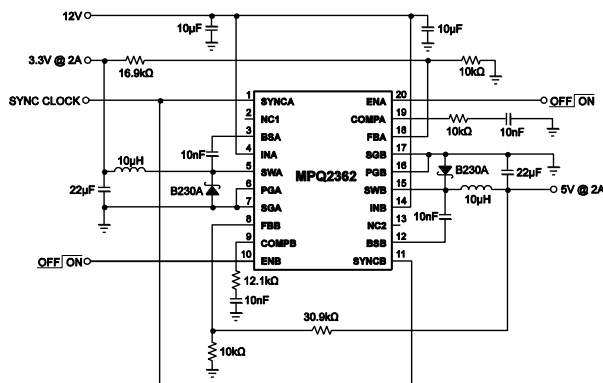 12V
10µF
10µF
3.3V @ 2A
16.9kΩ
10kΩ
SYNC CLOCK
1 SYNCA
ENA 20
OFF ON
2 NC1
COMPA 19
10kΩ
10nF
3 BSA
FBA 18
10nF
4 INA
SGB 17
10µH
5 SWA
MPQ2362
PGB 16
B230A
22µF
22µF
B230A
6 PGA
SWB 15
10µH
5V @ 2A
7 SGA
INB 14
8 FBB
NC2 13
10nF
9 COMPB
BSB 12
OFF ON
10 ENB
SYNCB 11
12.1kΩ
10nF
30.9kΩ
10kΩ